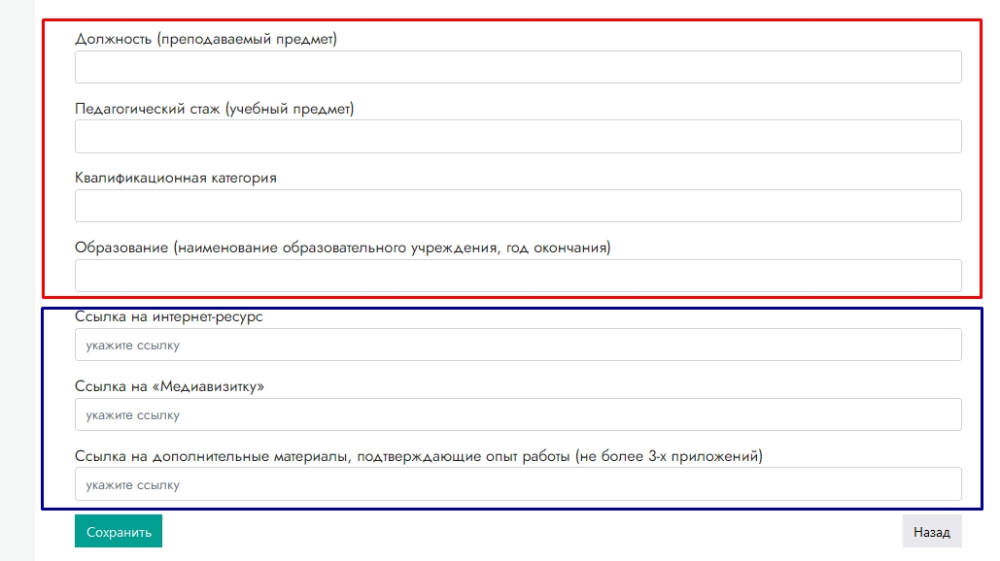 Должность (преподаваемый предмет)
Педагогический стаж (учебный предмет)
Квалификационная категория
Образование (наименование образовательного учреждения, год окончания)
Ссылка на интернет-ресурс
укажите ссылку
Ссылка на «Медиавизитку»
укажите ссылку
Ссылка на дополнительные материалы, подтверждающие опыт работы (не более 3-х приложений)
укажите ссылку
Сохранить
Назад